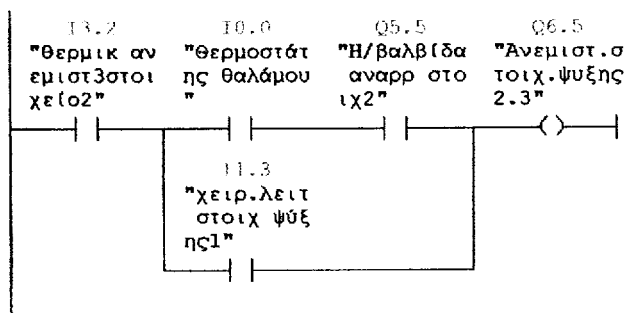 I3.2 I0.0 Q5.5 Q6.5
"θερμικ αν "Θερμοστάτ "Η/βαλβίδα "Ανεμιστ.σ
εμιστ3στοι ης θαλάμου αναρρ στο τοιχ.ψυξης
χείο2" " ιχ2" 2.3"
I1.3
"χειρ.λειτ
στοιχ ψύξ
ης1"